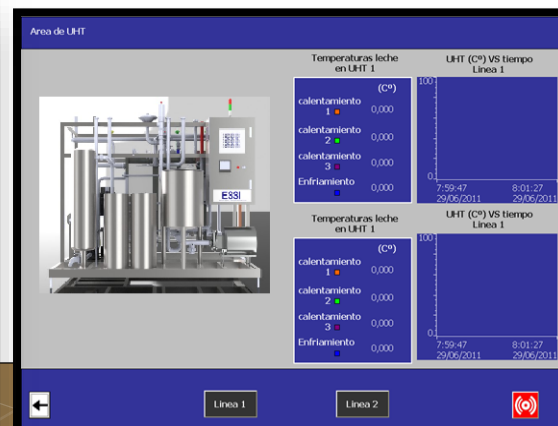 Area de UHT
Temperaturas leche
en UHT 1
(Cº)
calentamiento
1
0,000
calentamiento
2
0,000
calentamiento
3
0,000
Enfriamiento
0,000
UHT (Cº) VS tiempo
Linea 1
100
0
7:59:47
29/06/2011
8:01:27
29/06/2011
ESSI
Temperaturas leche
en UHT 1
(Cº)
calentamiento
1
0,000
calentamiento
2
0,000
calentamiento
3
0,000
Enfriamiento
0,000
UHT (Cº) VS tiempo
Linea 1
100
0
7:59:47
29/06/2011
8:01:27
29/06/2011
Linea 1
Linea 2